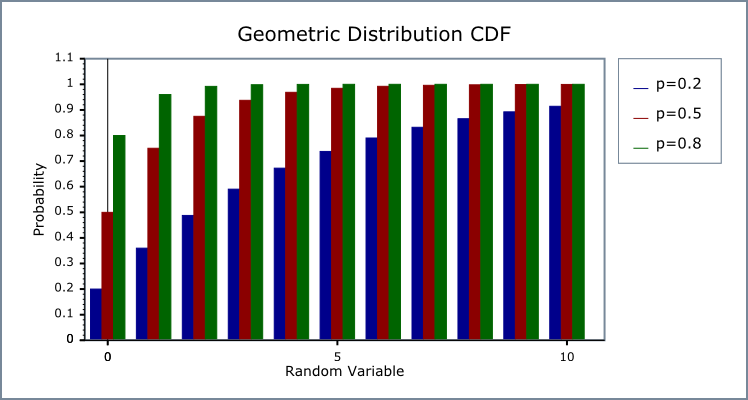 Geometric Distribution CDF
1.1
1
0.9
0.8
0.7
0.6
0.5
0.4
0.3
0.2
0.1
0
Probability
0
5
10
Random Variable
p=0.2
p=0.5
p=0.8